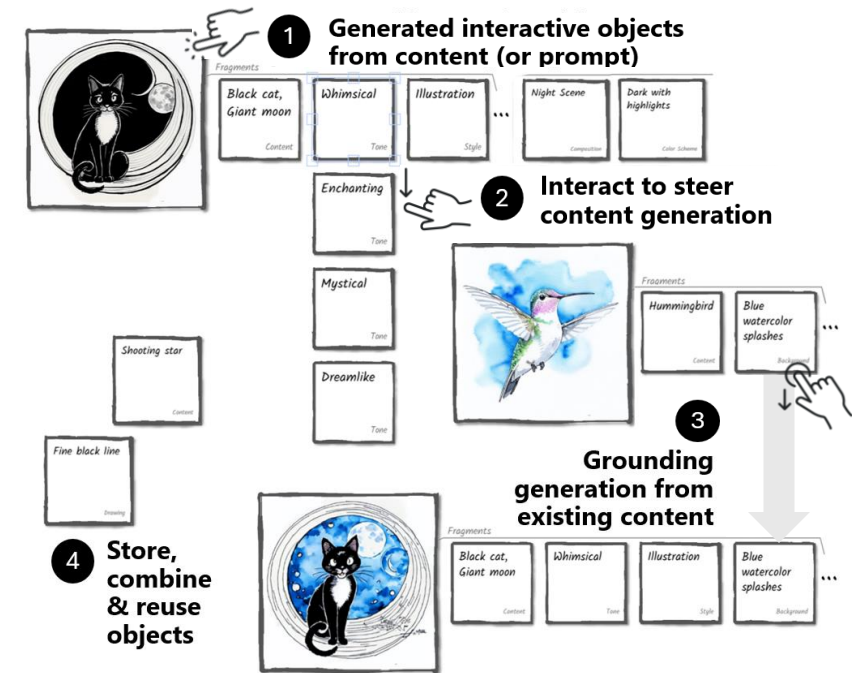 1
Generated interactive objects
from content (or prompt)
Fragments
Black cat,
Giant moon
Content
Whimsical
Tone
Illustration
Style
...
Night Scene
Composition
Dark with
highlights
Color Scheme
Enchanting
Tone
2
Interact to steer
content generation
Mystical
Tone
Dreamlike
Tone
Fragments
Hummingbird
Content
Blue
watercolor
splashes
Background
...
Shooting star
Content
Fine black line
Drawing
3
Grounding
generation from
existing content
4
Store,
combine
& reuse
objects
Fragments
Black cat,
Giant moon
Content
Whimsical
Tone
Illustration
Style
Blue
watercolor
splashes
Background
...